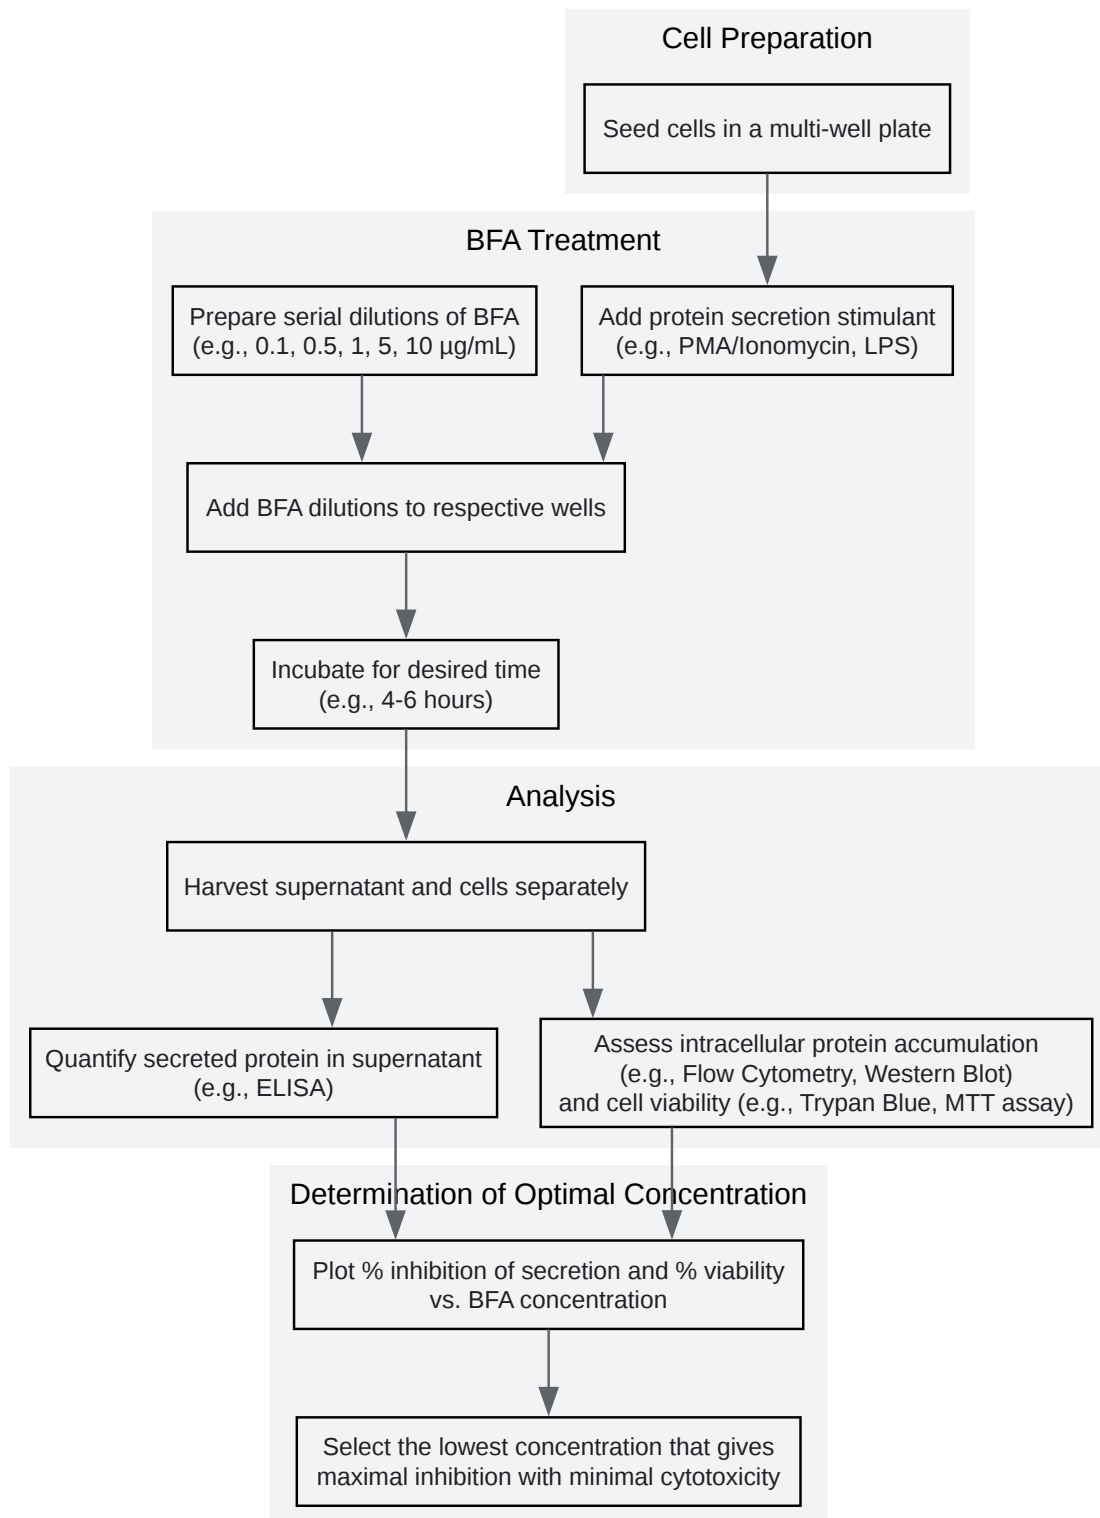 Cell Preparation
Seed cells in a multi-well plate
BFA Treatment
Prepare serial dilutions of BFA
(e.g., 0.1, 0.5, 1, 5, 10 µg/mL)
Add protein secretion stimulant
(e.g., PMA/Ionomycin, LPS)
Add BFA dilutions to respective wells
Incubate for desired time
(e.g., 4-6 hours)
Analysis
Harvest supernatant and cells separately
Quantify secreted protein in supernatant
(e.g., ELISA)
Assess intracellular protein accumulation
(e.g., Flow Cytometry, Western Blot)
and cell viability (e.g., Trypan Blue, MTT assay)
Determination of Optimal Concentration
Plot % inhibition of secretion and % viability
vs. BFA concentration
Select the lowest concentration that gives
maximal inhibition with minimal cytotoxicity